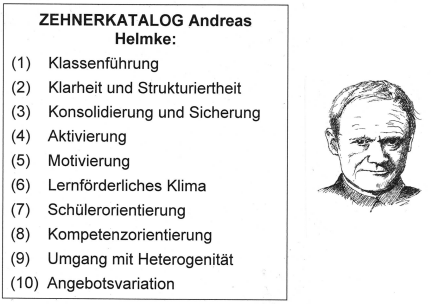 ZEHNERKATALOG Andreas
Helmke:
(1) Klassenführung
(2) Klarheit und Strukturiertheit
(3) Konsolidierung und Sicherung
(4) Aktivierung
(5) Motivierung
(6) Lernförderliches Klima
(7) Schülerorientierung
(8) Kompetenzorientierung
(9) Umgang mit Heterogenität
(10) Angebotsvariation